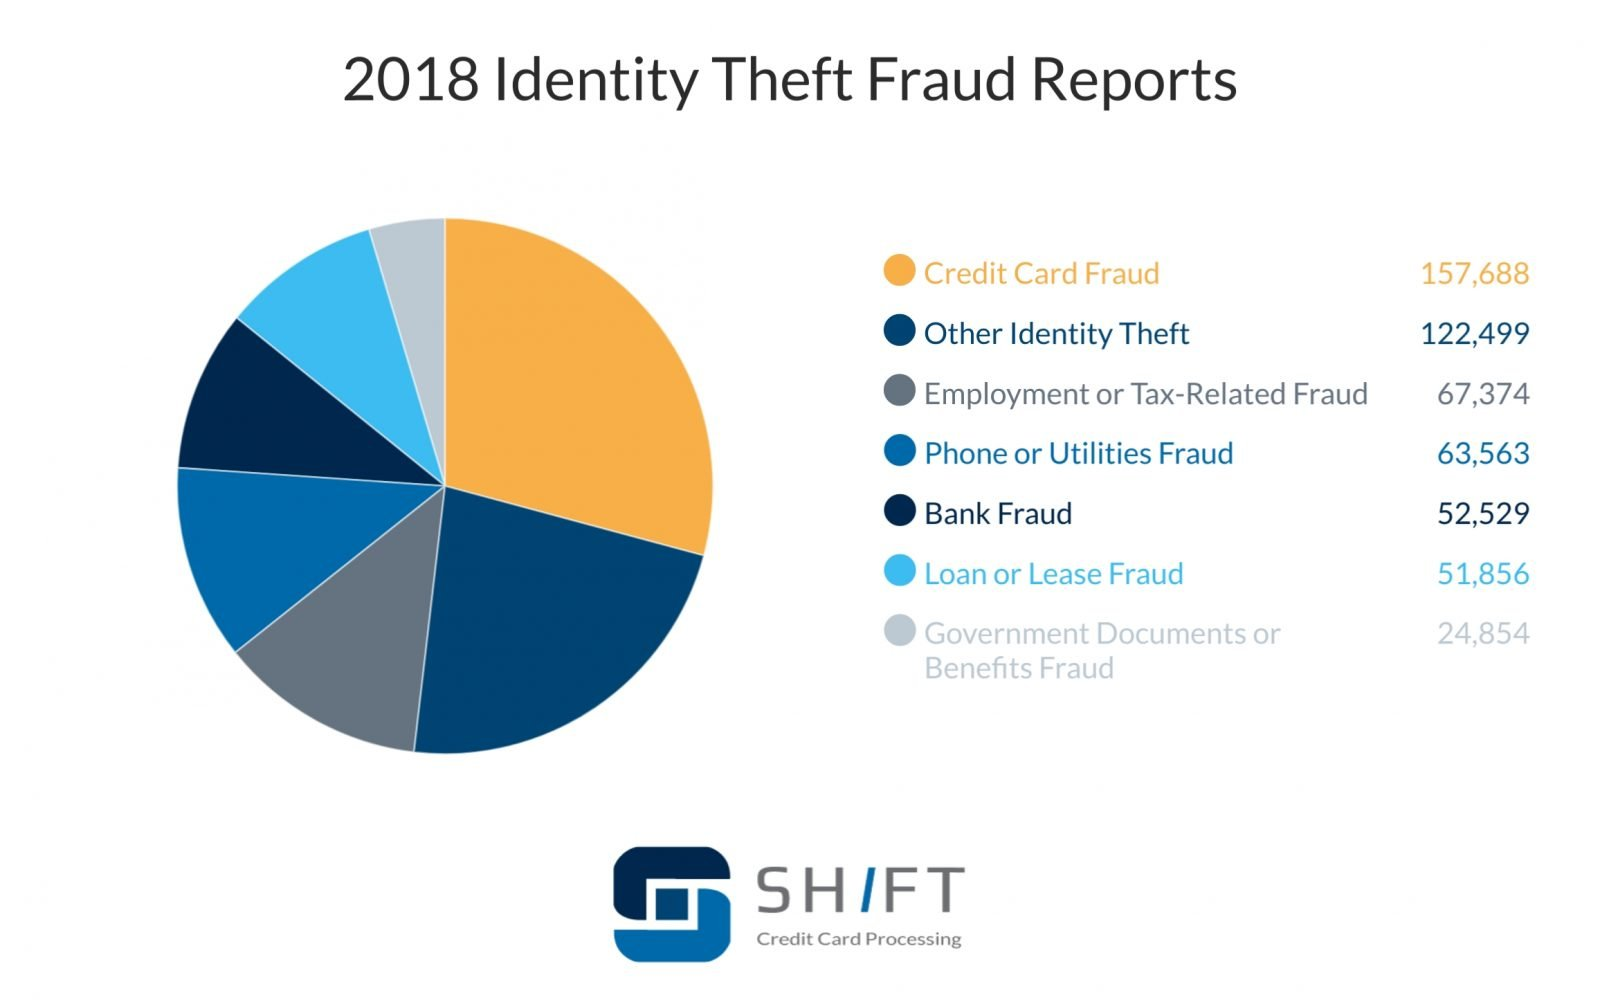 2018 Identity Theft Fraud Reports
Credit Card Fraud 157,688
Other Identity Theft 122,499
Employment or Tax-Related Fraud 67,374
Phone or Utilities Fraud 63,563
Bank Fraud 52,529
Loan or Lease Fraud 51,856
Government Documents or 24,854
Benefits Fraud
SHIFT
Credit Card Processing